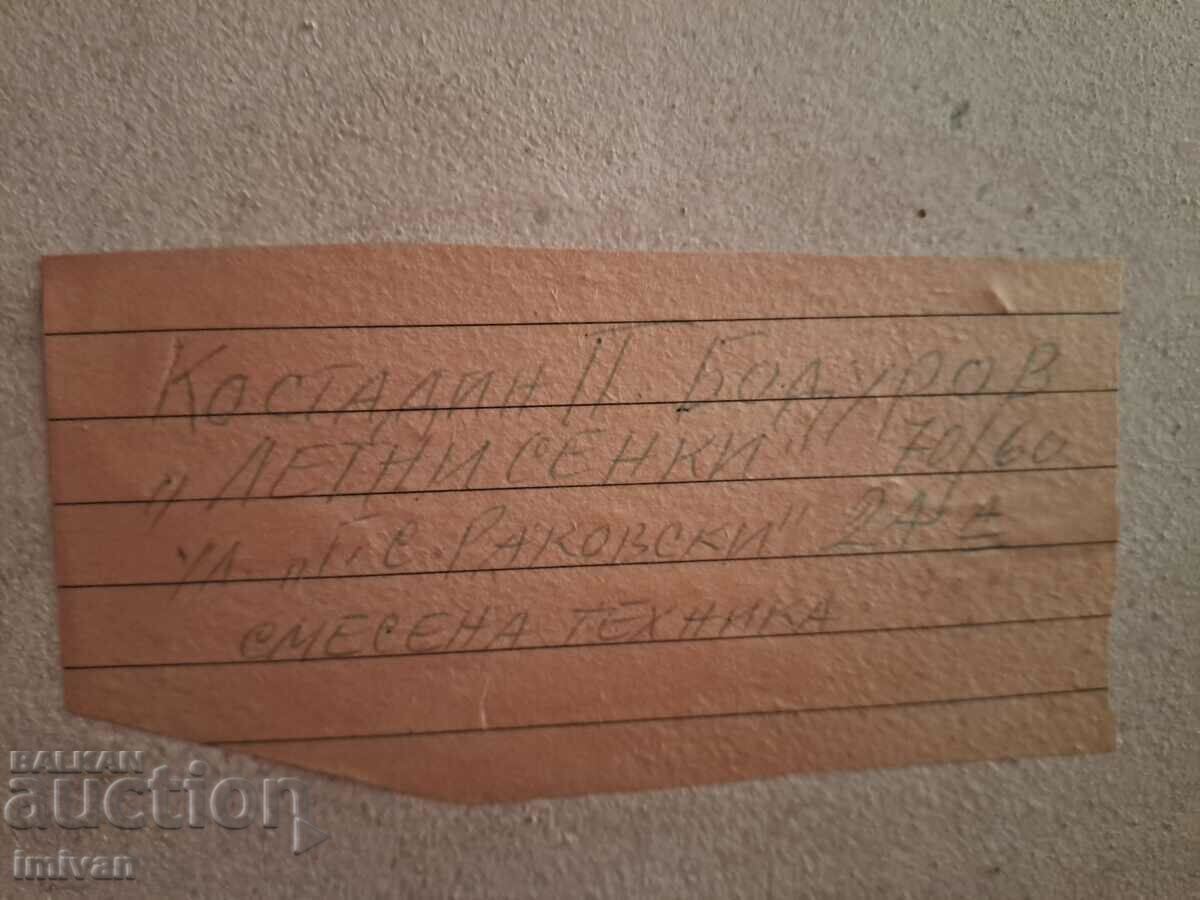 Костадин П. Бодуров
„ЛЕТНИ СЕНКИ" 70/60
ул. „Г. С. Раковски" 24
смесена техника
BALKAN
auction
imivan